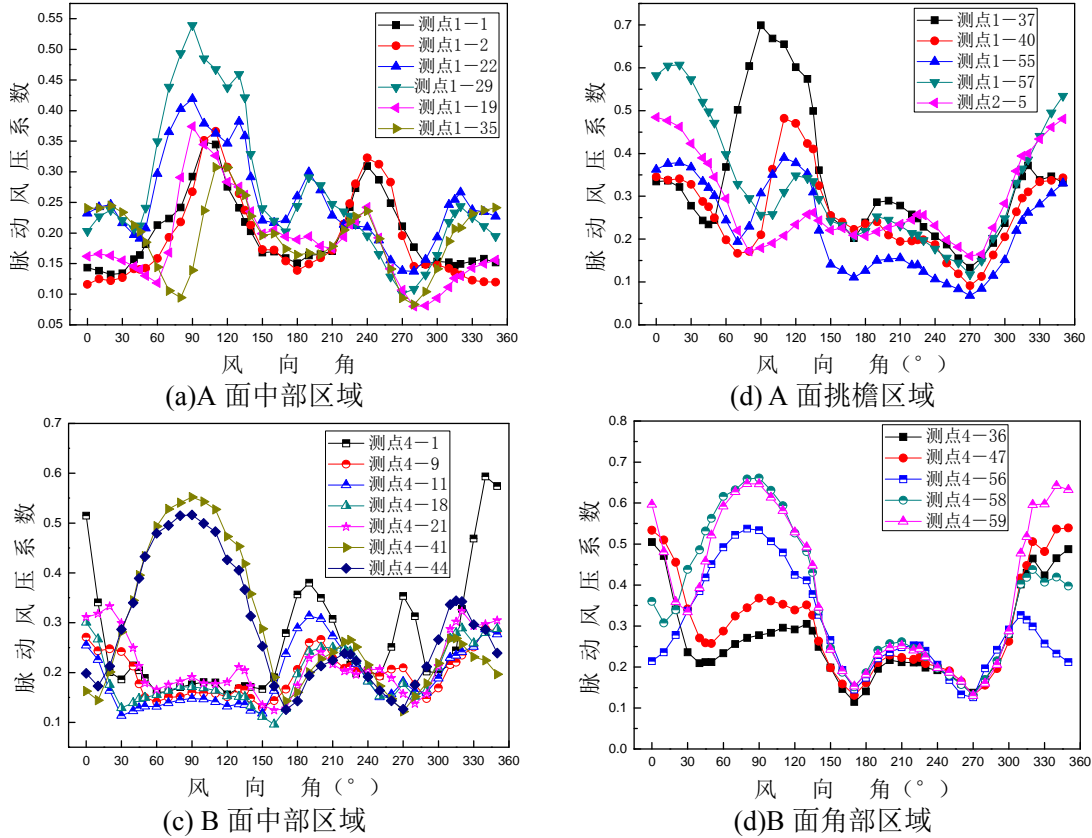 0.55
0.50
0.45
0.40
0.35
0.30
0.25
0.20
0.15
0.10
0.05
脉动风压系数
测点1－1
测点1－2
测点1－22
测点1－29
测点1－19
测点1－35
0 30 60 90 120 150 180 210 240 270 300 330 360
风 向 角
(a)A 面中部区域
0.7
0.6
0.5
0.4
0.3
0.2
0.1
0.0
脉动风压系数
测点1－37
测点1－40
测点1－55
测点1－57
测点2－5
0 30 60 90 120 150 180 210 240 270 300 330 360
风 向 角(°)
(d) A 面挑檐区域
0.7
0.6
0.5
0.4
0.3
0.2
0.1
脉动风压系数
测点4－1
测点4－9
测点4－11
测点4－18
测点4－21
测点4－41
测点4－44
0 30 60 90 120 150 180 210 240 270 300 330 360
风 向 角(°)
(c) B 面中部区域
0.8
0.7
0.6
0.5
0.4
0.3
0.2
0.1
0.0
脉动风压系数
测点4－36
测点4－47
测点4－56
测点4－58
测点4－59
0 30 60 90 120 150 180 210 240 270 300 330 360
风 向 角(°)
(d)B 面角部区域